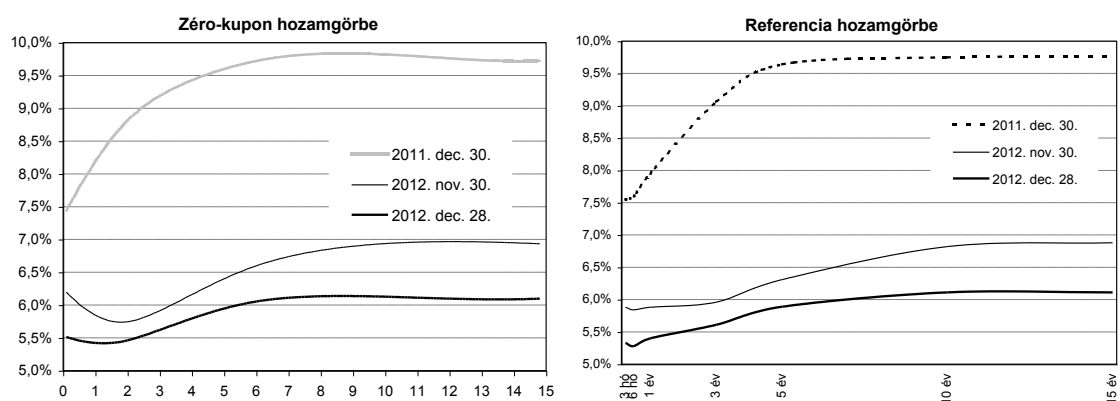 Zéro-kupon hozamgörbe
10,0%
9,5%
9,0%
8,5%
8,0%
7,5%
7,0%
6,5%
6,0%
5,5%
5,0%
2011. dec. 30.
2012. nov. 30.
2012. dec. 28.
0 1 2 3 4 5 6 7 8 9 10 11 12 13 14 15
Referencia hozamgörbe
10,0%
9,5%
9,0%
8,5%
8,0%
7,5%
7,0%
6,5%
6,0%
5,5%
5,0%
2011. dec. 30.
2012. nov. 30.
2012. dec. 28.
3 hó
6 hó
1 év
3 év
5 év
10 év
15 év